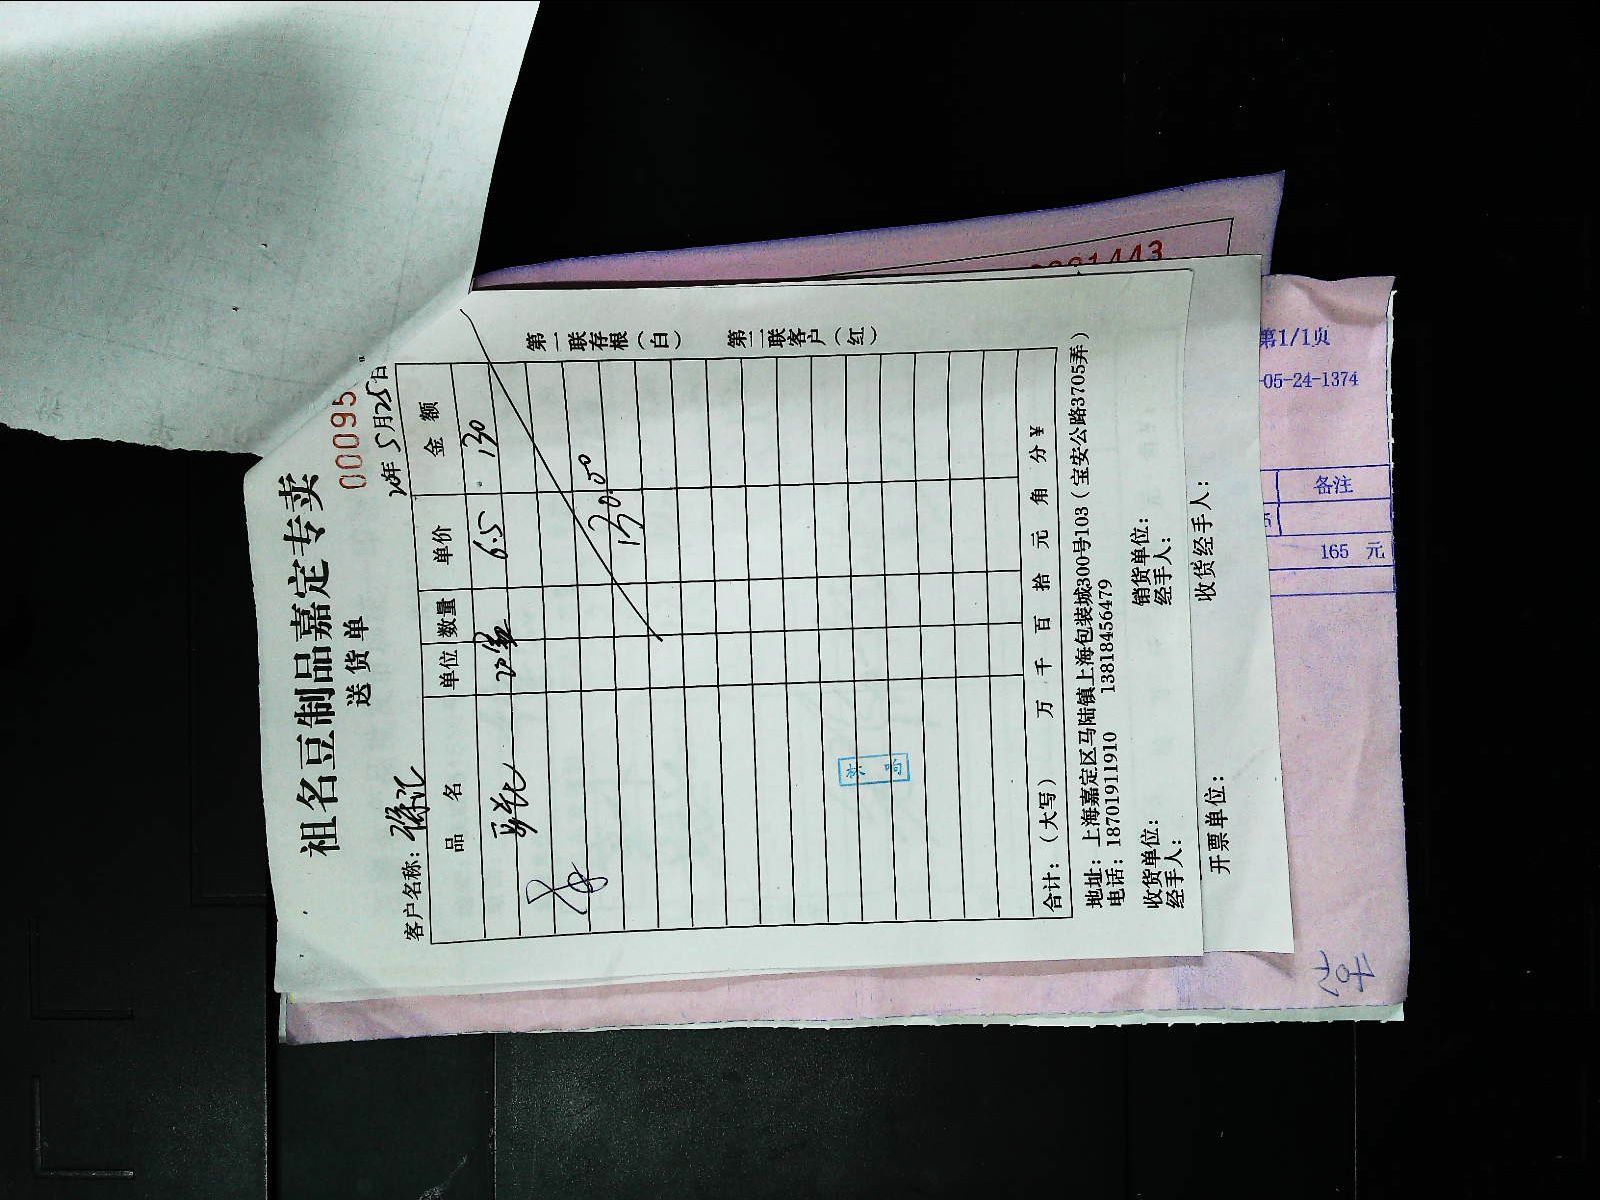 祖名豆制品嘉定专卖
送货单
00095
客户名称：
20年5月25日
品名 单位 数量 单价 金额
6.5 130
130.00
合计：（大写） 万 千 百 拾 元 角 分 ¥
地址：上海嘉定区马陆镇上海包装城300号103（宝安公路3705弄）
电话：18701911910 13818456479
收货单位： 销货单位：
经手人： 经手人：
第一联存根（白） 第二联客户（红）
开票单位： 收货经手人：
1443
第1/1页
-05-24-1374
备注
165 元